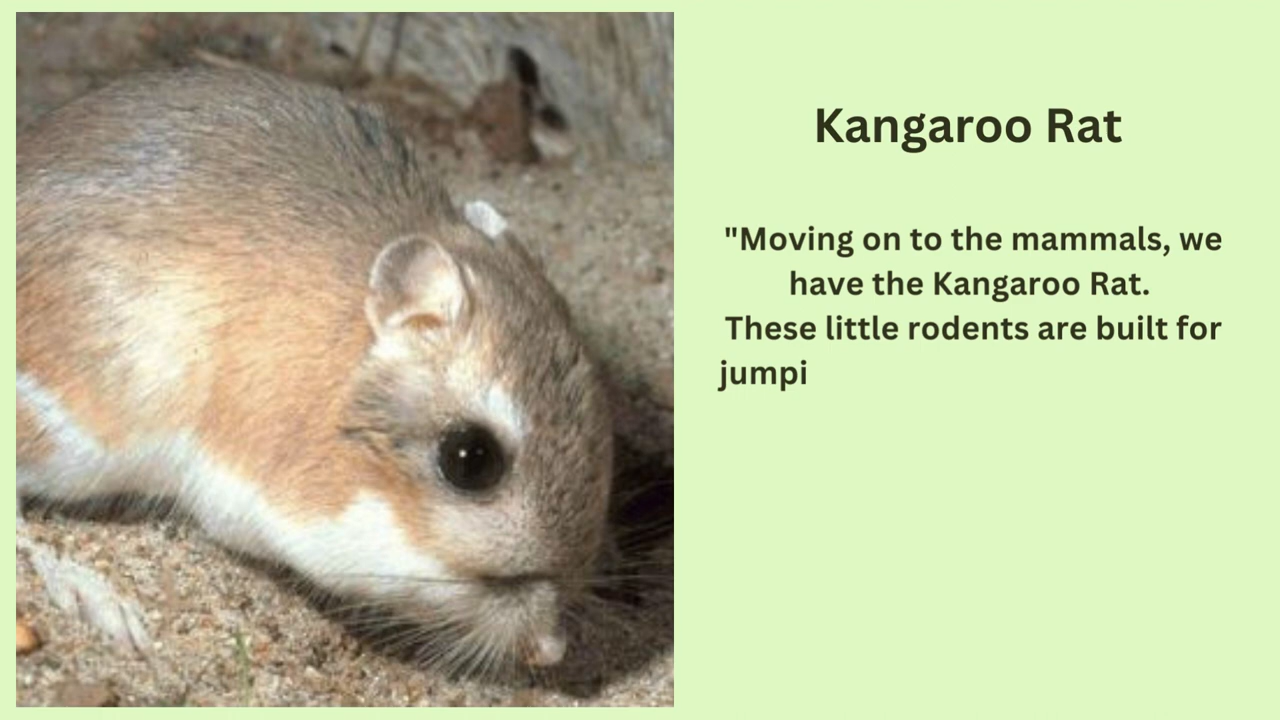 Kangaroo Rat
"Moving on to the mammals, we
have the Kangaroo Rat.
These little rodents are built for
jumpi